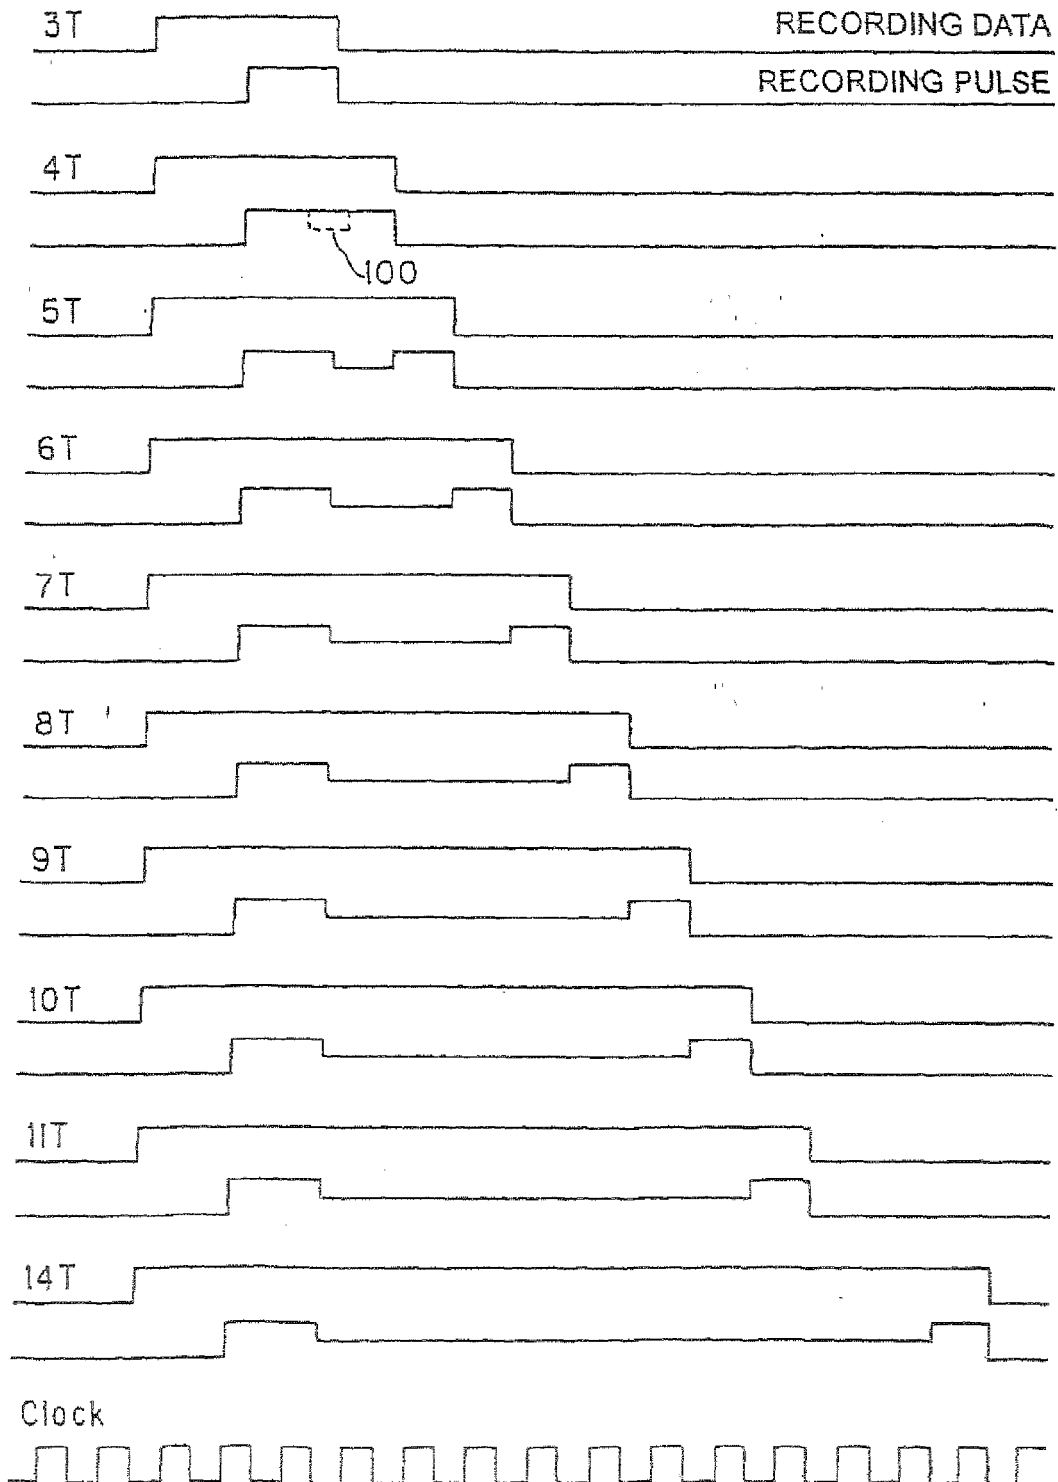 3T RECORDING DATA
RECORDING PULSE
4T
100
5T
6T
7T
8T
9T
10T
11T
14T
Clock